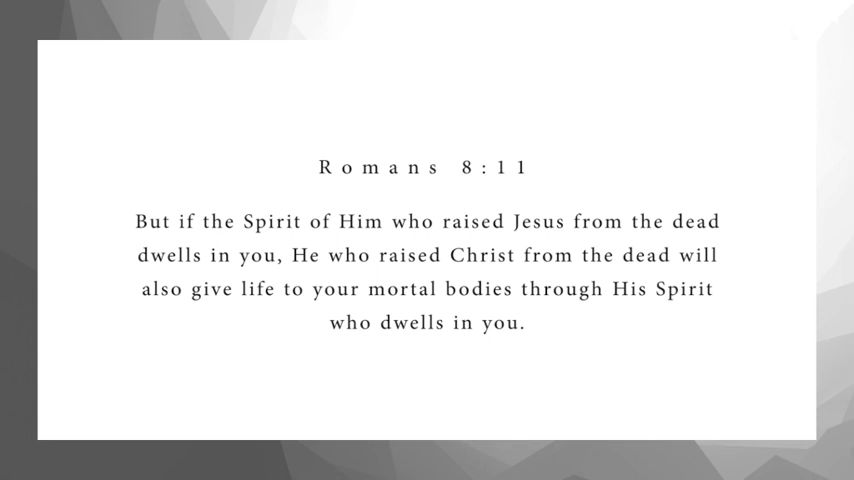 Romans 8:11
But if the Spirit of Him who raised Jesus from the dead
dwells in you, He who raised Christ from the dead will
also give life to your mortal bodies through His Spirit
who dwells in you.